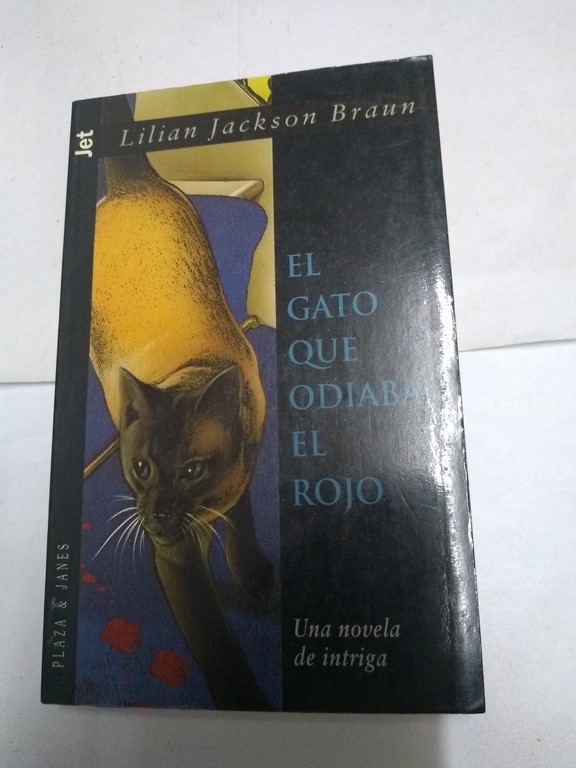 Jet
Lilian Jackson Braun
EL
GATO
QUE
ODIABA
EL
ROJO
Una novela
de intriga
PLAZA & JANES